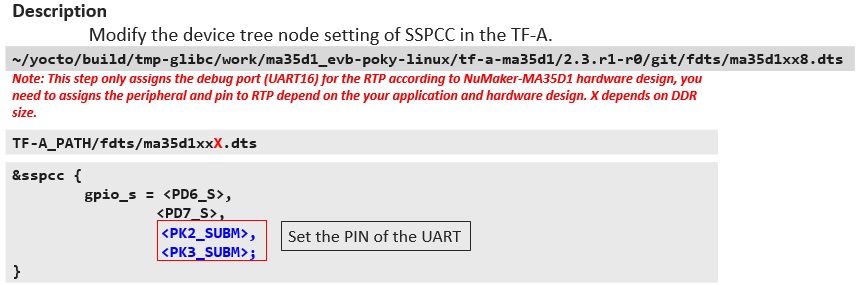 Description
Modify the device tree node setting of SSPCC in the TF-A.
~/yocto/build/tmp-glibc/work/ma35d1_evb-poky-linux/tf-a-ma35d1/2.3.r1-r0/git/fdts/ma35d1xx8.dts
Note: This step only assigns the debug port (UART16) for the RTP according to NuMaker-MA35D1 hardware design, you
need to assigns the peripheral and pin to RTP depend on the your application and hardware design. X depends on DDR
size.
TF-A_PATH/fdts/ma35d1xxX.dts
&sspcc {
gpio_s = <PD6_S>,
<PD7_S>,
<PK2_SUBM>,
<PK3_SUBM>;
Set the PIN of the UART
}